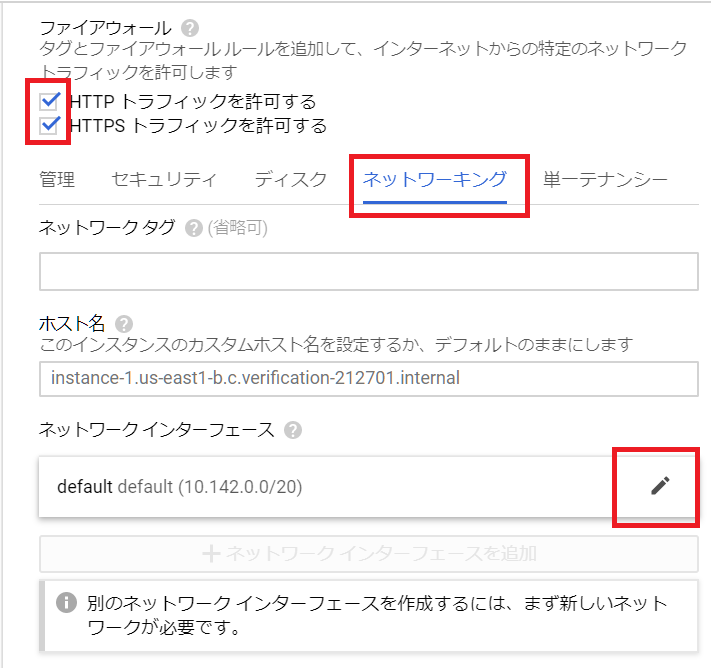 ファイアウォール ?
タグとファイアウォール ルールを追加して、インターネットからの特定のネットワーク
トラフィックを許可します
HTTP トラフィックを許可する
HTTPS トラフィックを許可する
管理 セキュリティ ディスク ネットワーキング 単一テナンシー
ネットワーク タグ ? (省略可)
ホスト名 ?
このインスタンスのカスタムホスト名を設定するか、デフォルトのままにします
instance-1.us-east1-b.c.verification-212701.internal
ネットワーク インターフェース ?
default default (10.142.0.0/20)
+ ネットワーク インターフェースを追加
別のネットワーク インターフェースを作成するには、まず新しいネット
ワークが必要です。